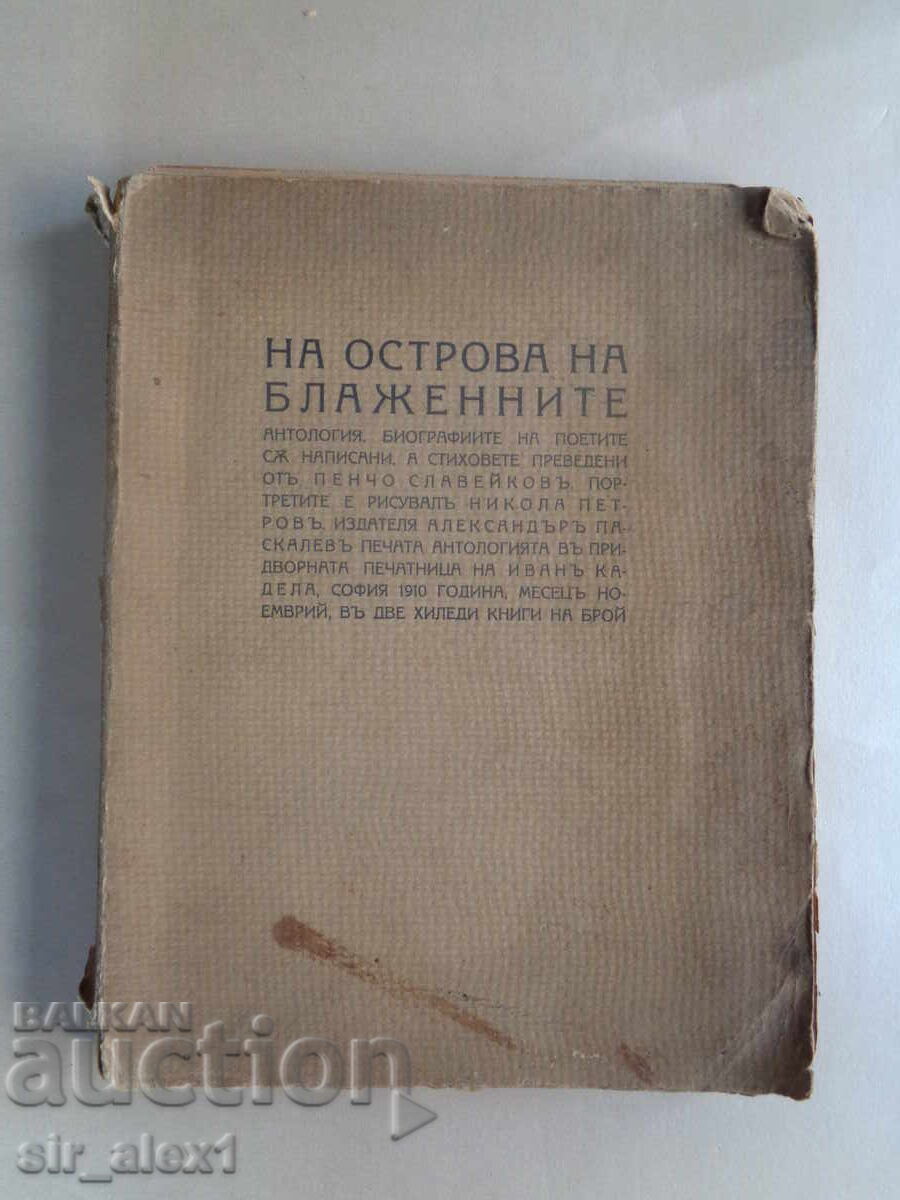 НА ОСТРОВА НА
БЛАЖЕННИТЕ
АНТОЛОГИЯ. БИОГРАФИИТЕ НА ПОЕТИТЕ
СѪ НАПИСАНИ, А СТИХОВЕТЕ ПРЕВЕДЕНИ
ОТЪ ПЕНЧО СЛАВЕЙКОВЪ. ПОР-
ТРЕТИТЕ Е РИСУВАЛЪ НИКОЛА ПЕТ-
РОВЪ. ИЗДАТЕЛЯ АЛЕКСАНДЪРЪ ПА-
СКАЛЕВЪ ПЕЧАТА АНТОЛОГИЯТА ВЪ ПРИ-
ДВОРНАТА ПЕЧАТНИЦА НА ИВАНЪ КА-
ДЕЛА, СОФИЯ 1910 ГОДИНА, МЕСЕЦЪ НО-
ЕМВРИЙ, ВЪ ДВЕ ХИЛЕДИ КНИГИ НА БРОЙ
BALKAN
auction
sir_alex1